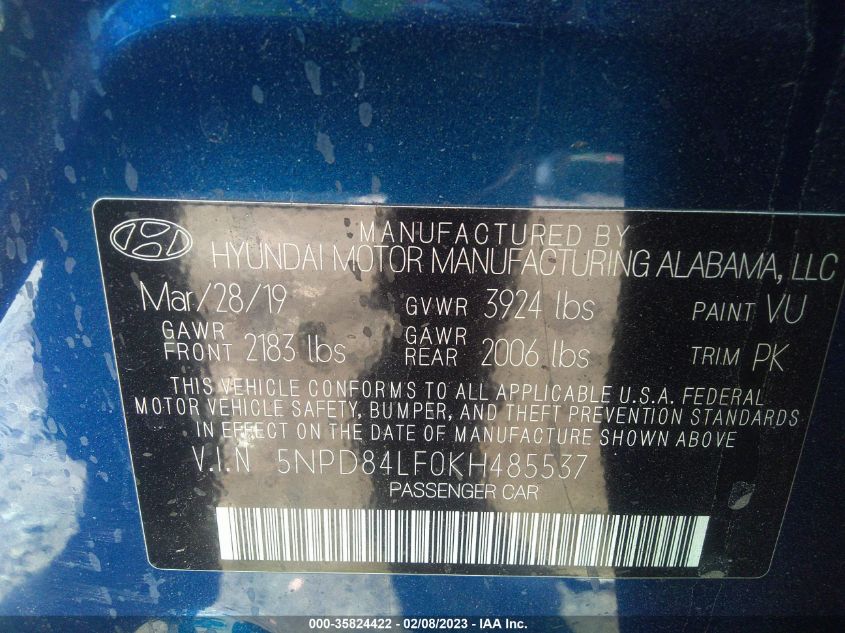 MANUFACTURED BY
HYUNDAI MOTOR MANUFACTURING ALABAMA, LLC
Mar/28/19 GVWR 3924 lbs PAINT VU
GAWR FRONT 2183 lbs GAWR REAR 2006 lbs TRIM PK
THIS VEHICLE CONFORMS TO ALL APPLICABLE U.S.A. FEDERAL
MOTOR VEHICLE SAFETY, BUMPER, AND THEFT PREVENTION STANDARDS
IN EFFECT ON THE DATE OF MANUFACTURE SHOWN ABOVE
V.I.N 5NPD84LF0KH485537
PASSENGER CAR
000-35824422 - 02/08/2023 - IAA Inc.